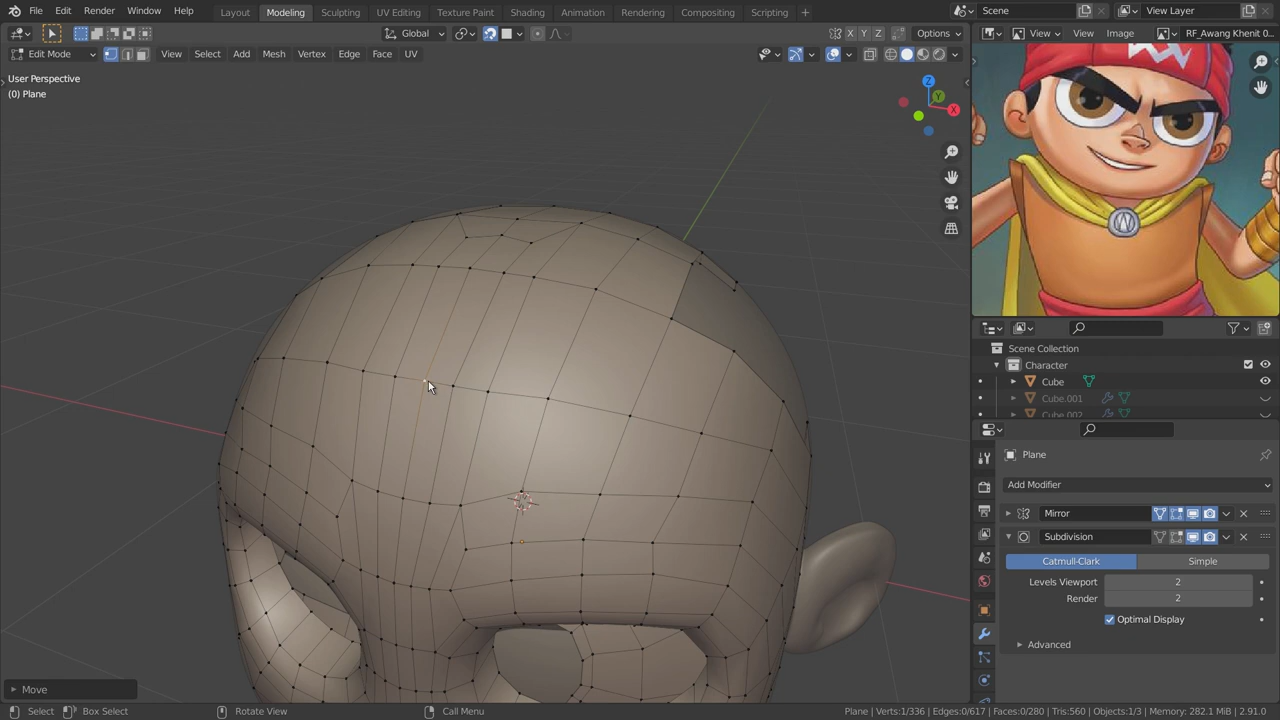 File Edit Render Window Help Layout Modeling Sculpting UV Editing Texture Paint Shading Animation Rendering Compositing Scripting + Scene View Layer
Global X Y Z Options View View Image RF_Awang Khenit 0...
Edit Mode View Select Add Mesh Vertex Edge Face UV
User Perspective
(0) Plane
Z
Y
X
Scene Collection
Character
Cube
Cube.001
Cube.002
Plane
Add Modifier
Mirror
Subdivision
Catmull-Clark Simple
Levels Viewport 2
Render 2
Optimal Display
Advanced
Move
Select Box Select Rotate View Call Menu Plane | Verts:1/336 | Edges:0/617 | Faces:0/280 | Tris:560 | Objects:1/3 | Memory: 282.1 MiB | 2.91.0